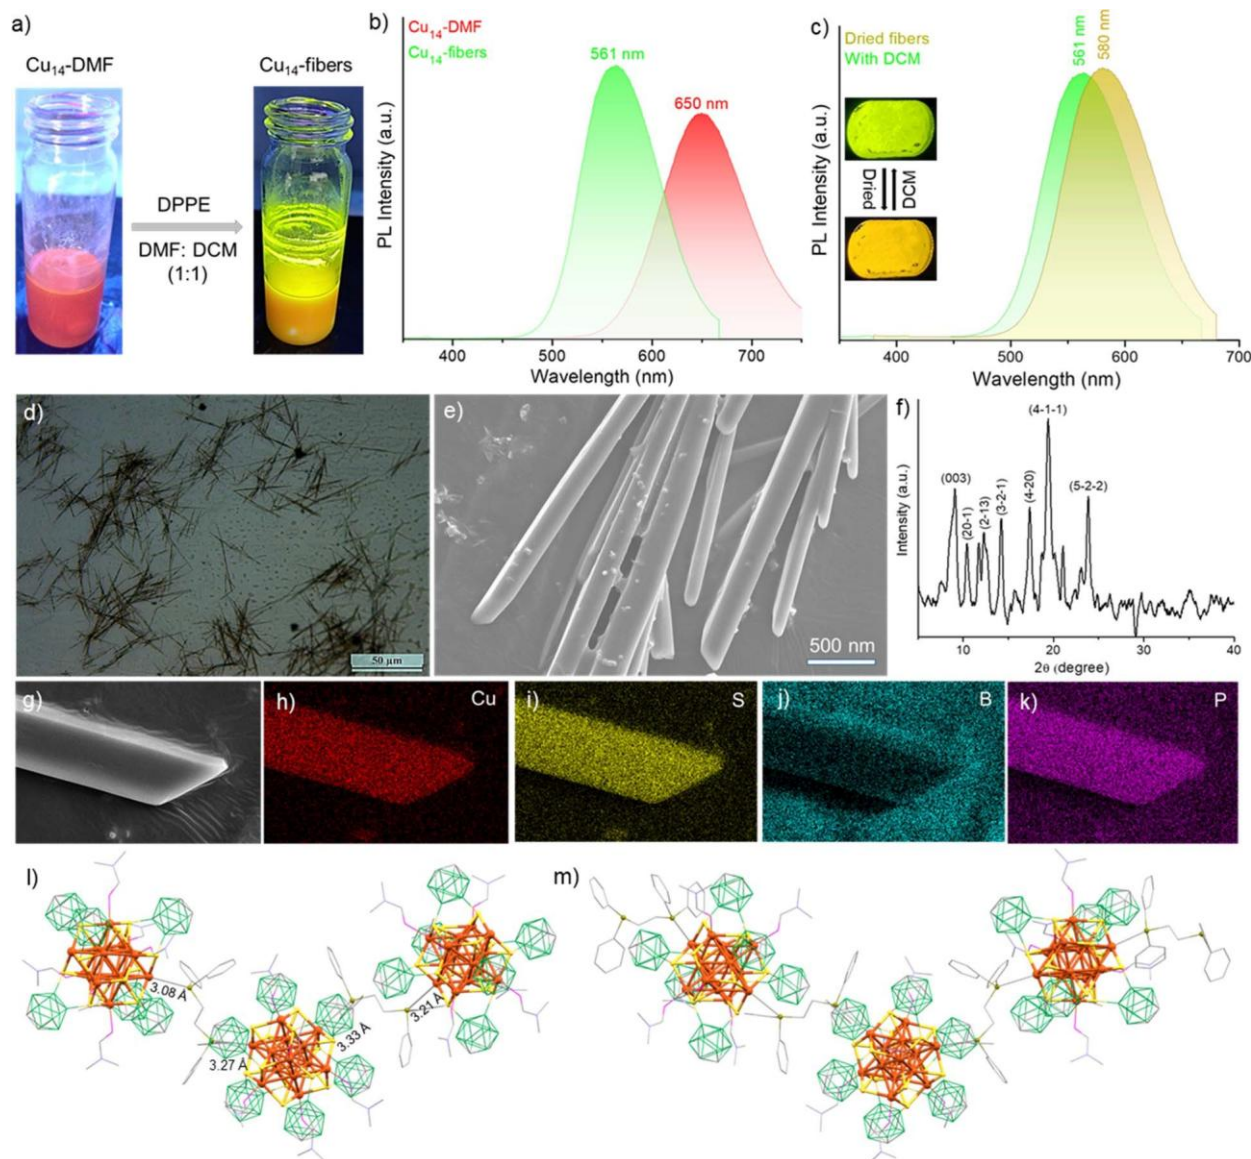 a)
Cu₁₄-DMF
Cu₁₄-fibers
DPPE
DMF: DCM
(1:1)
b)
Cu₁₄-DMF
Cu₁₄-fibers
561 nm
650 nm
PL Intensity (a.u.)
400
500
600
700
Wavelength (nm)
c)
Dried fibers
With DCM
561 nm
580 nm
Dried
DCM
PL Intensity (a.u.)
400
500
600
700
Wavelength (nm)
d)
50 µm
e)
500 nm
f)
(003)
(20-1)
(2-13)
(3-2-1)
(4-20)
(4-1-1)
(5-2-2)
Intensity (a.u.)
10
20
30
40
2θ (degree)
g)
h)
Cu
i)
S
j)
B
k)
P
l)
3.08 Å
3.27 Å
3.33 Å
3.21 Å
m)